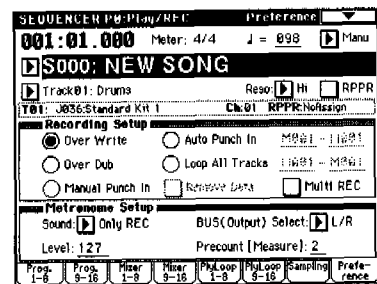 SEQUENCER P0:Play/REC Preference
001:01.000 Meter: 4/4 ♩ = 098 Manu
S000: NEW SONG
Track01: Drums Reso: Hi RPPR
T01: J036:Standard Kit 1 Ch:01 RPPR:NoAssign
Recording Setup
Over Write Auto Punch In M001 - M001
Over Dub Loop All Tracks M001 - M001
Manual Punch In Remove Data Multi REC
Metronome Setup
Sound: Only REC BUS(Output) Select: L/R
Level: 127 Precount [Measure]: 2
Prog. 1-8 Prog. 9-16 Mixer 1-8 Mixer 9-16 PlyLoop 1-8 PlyLoop 9-16 Sampling Prefe-rence